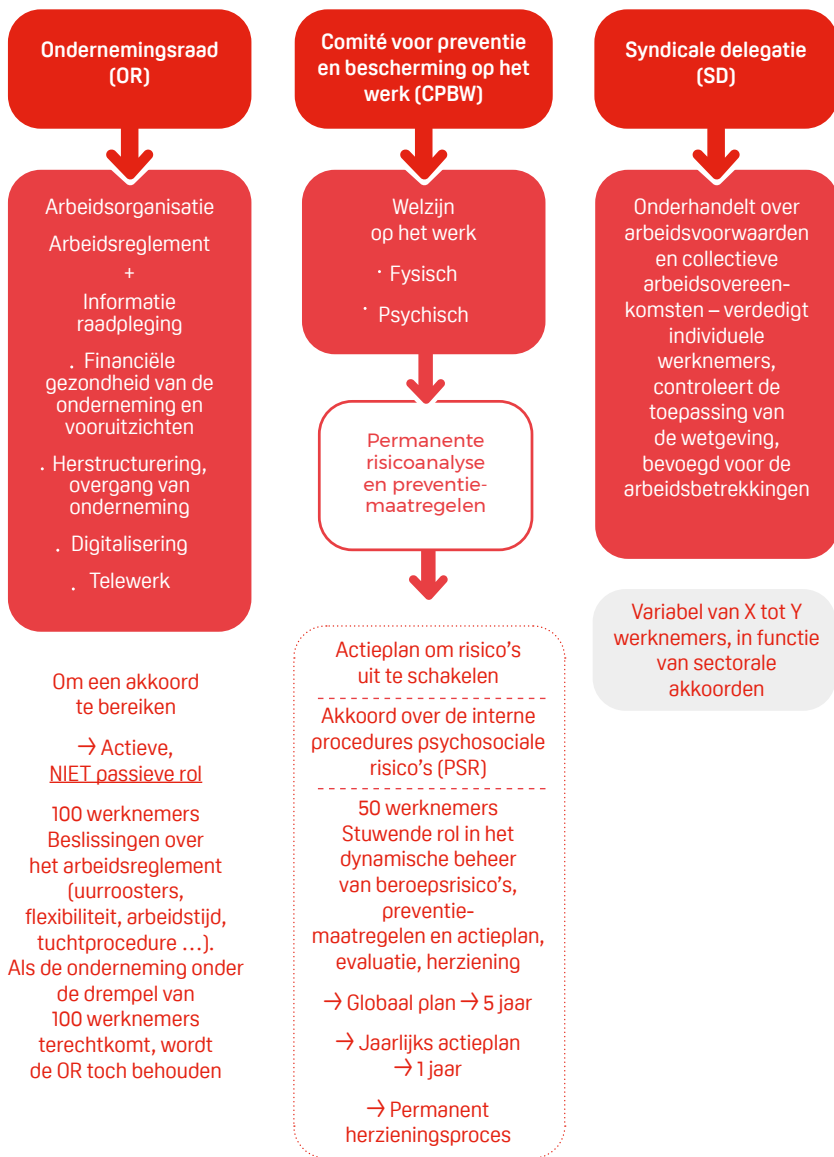 Ondernemingsraad
(OR)
Arbeidsorganisatie
Arbeidsreglement
+
Informatie
raadpleging
. Financiële
gezondheid van de
onderneming en
vooruitzichten
. Herstructurering,
overgang van
onderneming
. Digitalisering
. Telewerk
Om een akkoord
te bereiken
→ Actieve,
NIET passieve rol
100 werknemers
Beslissingen over
het arbeidsreglement
(uurroosters,
flexibiliteit, arbeidstijd,
tuchtprocedure …).
Als de onderneming onder
de drempel van
100 werknemers
terechtkomt, wordt
de OR toch behouden
Comité voor preventie
en bescherming op het
werk (CPBW)
Welzijn
op het werk
· Fysisch
· Psychisch
Permanente
risicoanalyse
en preventie-
maatregelen
Actieplan om risico's
uit te schakelen
Akkoord over de interne
procedures psychosociale
risico's (PSR)
50 werknemers
Stuwende rol in het
dynamische beheer
van beroepsrisico's,
preventie-
maatregelen en actieplan,
evaluatie, herziening
→ Globaal plan → 5 jaar
→ Jaarlijks actieplan
→ 1 jaar
→ Permanent
herzieningsproces
Syndicale delegatie
(SD)
Onderhandelt over
arbeidsvoorwaarden
en collectieve
arbeidsovereen-
komsten – verdedigt
individuele
werknemers,
controleert de
toepassing van
de wetgeving,
bevoegd voor de
arbeidsbetrekkingen
Variabel van X tot Y
werknemers, in functie
van sectorale
akkoorden